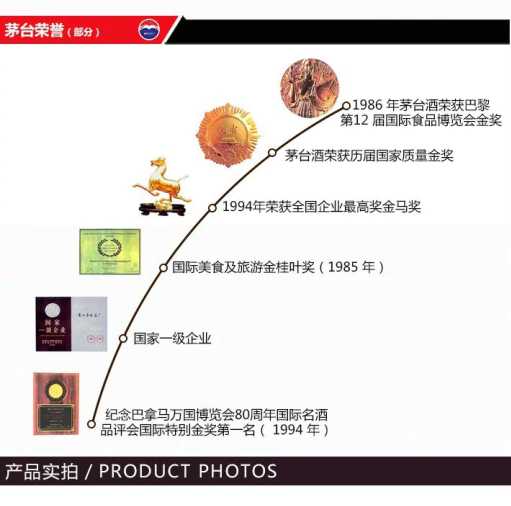 茅台荣誉（部分）
1986 年茅台酒荣获巴黎
第12 届国际食品博览会金奖
茅台酒荣获历届国家质量金奖
1994年荣获全国企业最高奖金马奖
国际美食及旅游金桂叶奖（1985 年）
国家
一级企业
国家一级企业
纪念巴拿马万国博览会80周年国际名酒
品评会国际特别金奖第一名（ 1994 年）
产品实拍 / PRODUCT PHOTOS